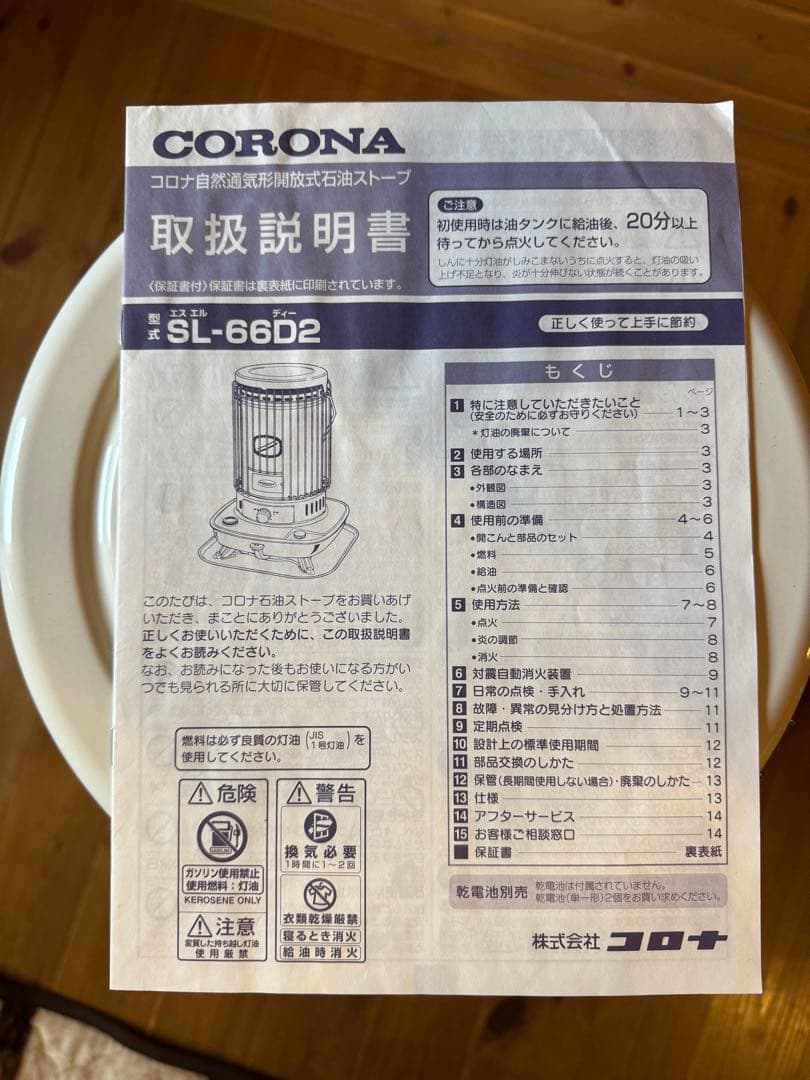 CORONA
コロナ自然通気形開放式石油ストーブ
取扱説明書
〈保証書付〉保証書は裏表紙に印刷されています。
ご注意
初使用時は油タンクに給油後、20分以上
待ってから点火してください。
しんに十分灯油がしみこまないうちに点火すると、灯油の吸い
上げ不足となり、炎が十分伸びない状態が続くことがあります。
型式 エスエル ディー
SL-66D2
正しく使って上手に節約
このたびは、コロナ石油ストーブをお買いあげ
いただき、まことにありがとうございました。
正しくお使いいただくために、この取扱説明書
をよくお読みください。
なお、お読みになった後もお使いになる方がい
つでも見られる所に大切に保管してください。
燃料は必ず良質の灯油(JIS 1号灯油)を
使用してください。
危険
GASOLINE
ガソリン使用禁止
使用燃料:灯油
KEROSENE ONLY
注意
変質した持ち越し灯油
使用厳禁
警告
換気必要
1時間に1~2回
衣類乾燥厳禁
寝るとき消火
給油時消火
もくじ
ページ
1 特に注意していただきたいこと
(安全のために必ずお守りください) 1~3
*灯油の廃棄について 3
2 使用する場所 3
3 各部のなまえ 3
•外観図 3
•構造図 3
4 使用前の準備 4~6
•開こんと部品のセット 4
•燃料 5
•給油 6
•点火前の準備と確認 6
5 使用方法 7~8
•点火 7
•炎の調節 8
•消火 8
6 対震自動消火装置 9
7 日常の点検・手入れ 9~11
8 故障・異常の見分け方と処置方法 11
9 定期点検 11
10 設計上の標準使用期間 12
11 部品交換のしかた 12
12 保管(長期間使用しない場合)・廃棄のしかた 13
13 仕様 13
14 アフターサービス 14
15 お客様ご相談窓口 14
■ 保証書 裏表紙
乾電池別売 乾電池は付属されていません。
乾電池(単一形)2個をお買い求めください。
株式会社 コロナ